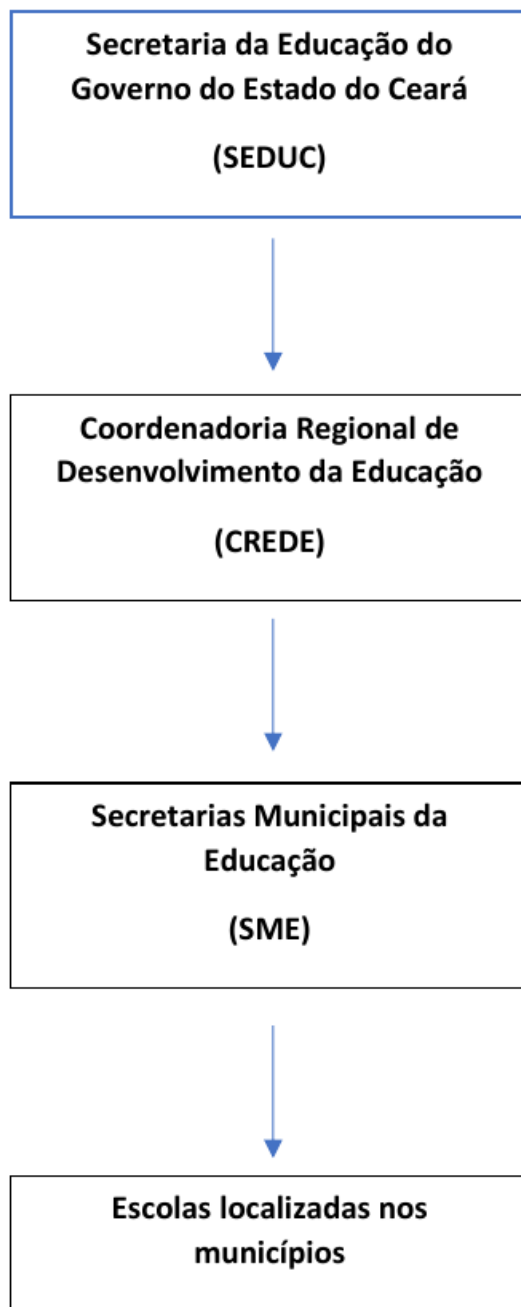 Secretaria da Educação do
Governo do Estado do Ceará
(SEDUC)
Coordenadoria Regional de
Desenvolvimento da Educação
(CREDE)
Secretarias Municipais da
Educação
(SME)
Escolas localizadas nos
municípios